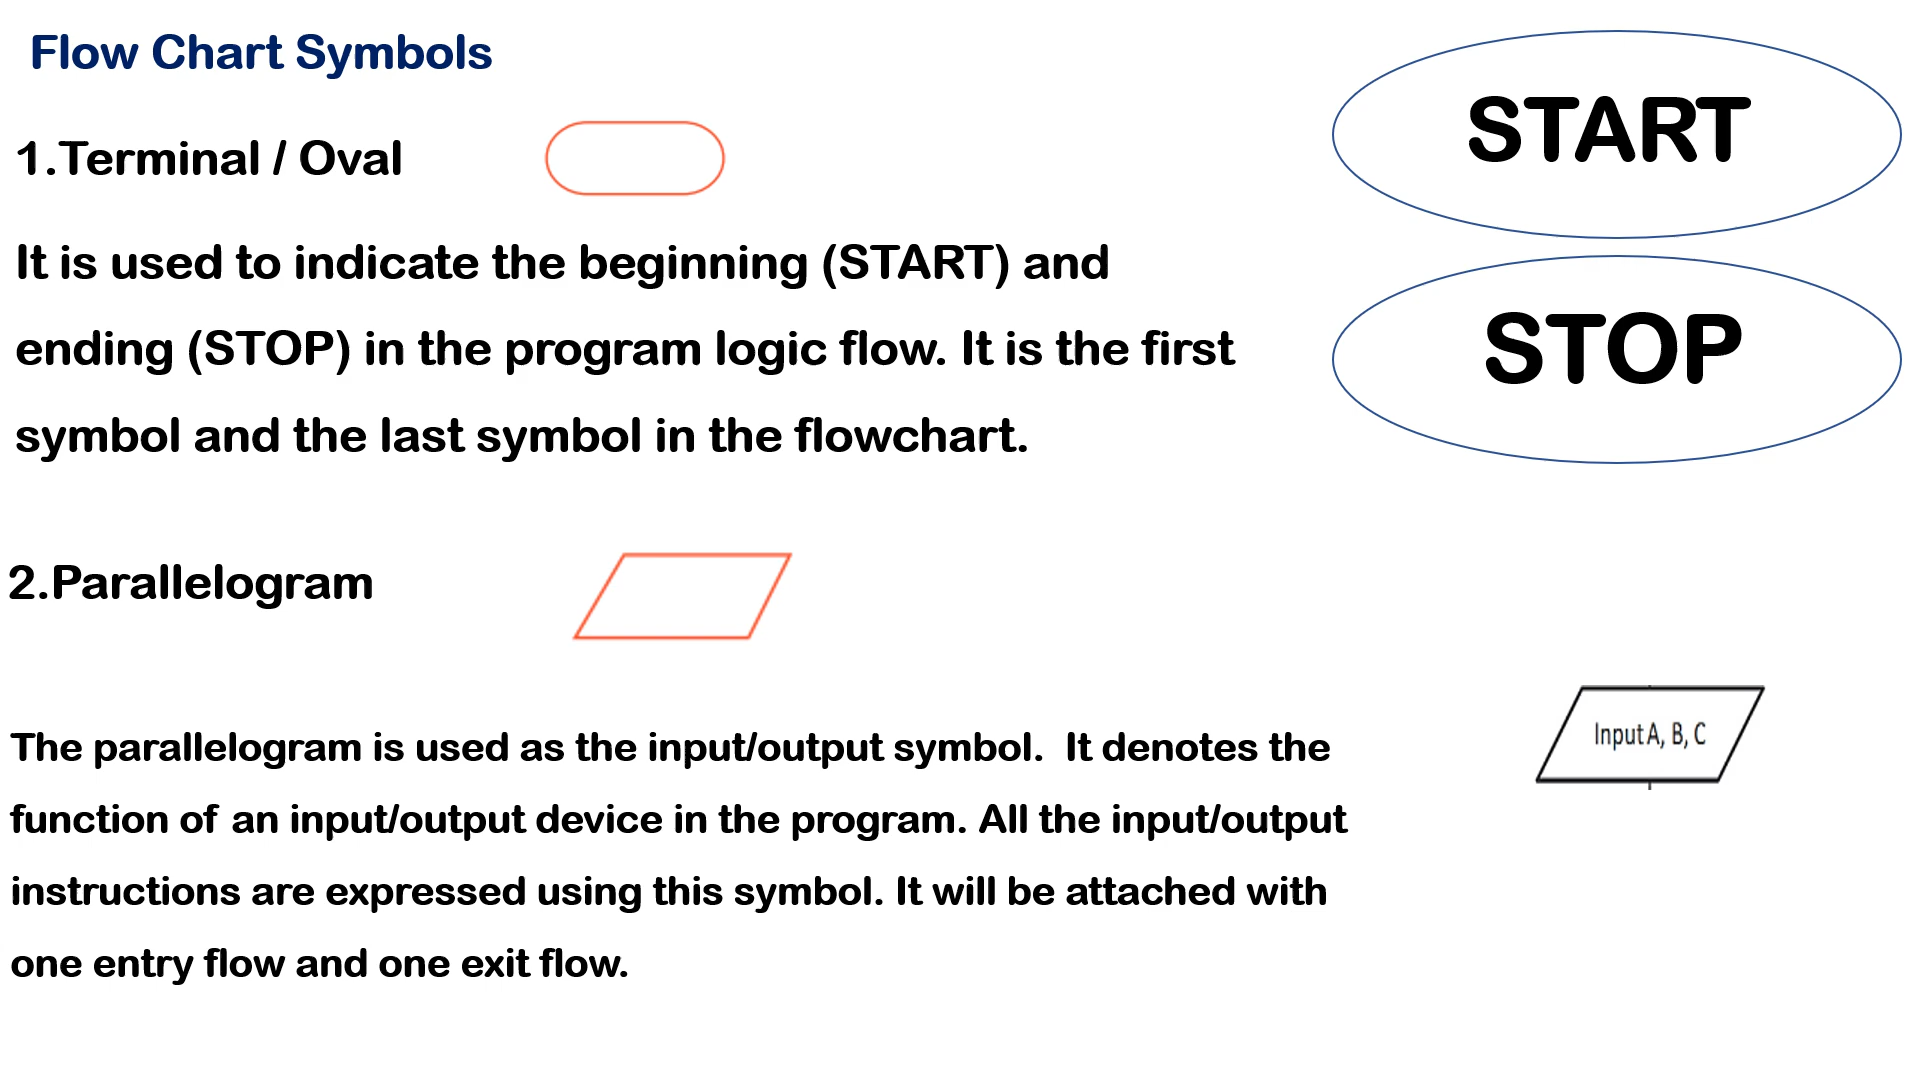 Flow Chart Symbols
1.Terminal / Oval
It is used to indicate the beginning (START) and
ending (STOP) in the program logic flow. It is the first
symbol and the last symbol in the flowchart.
START
STOP
2.Parallelogram
The parallelogram is used as the input/output symbol.  It denotes the
function of an input/output device in the program. All the input/output
instructions are expressed using this symbol. It will be attached with
one entry flow and one exit flow.
Input A, B, C